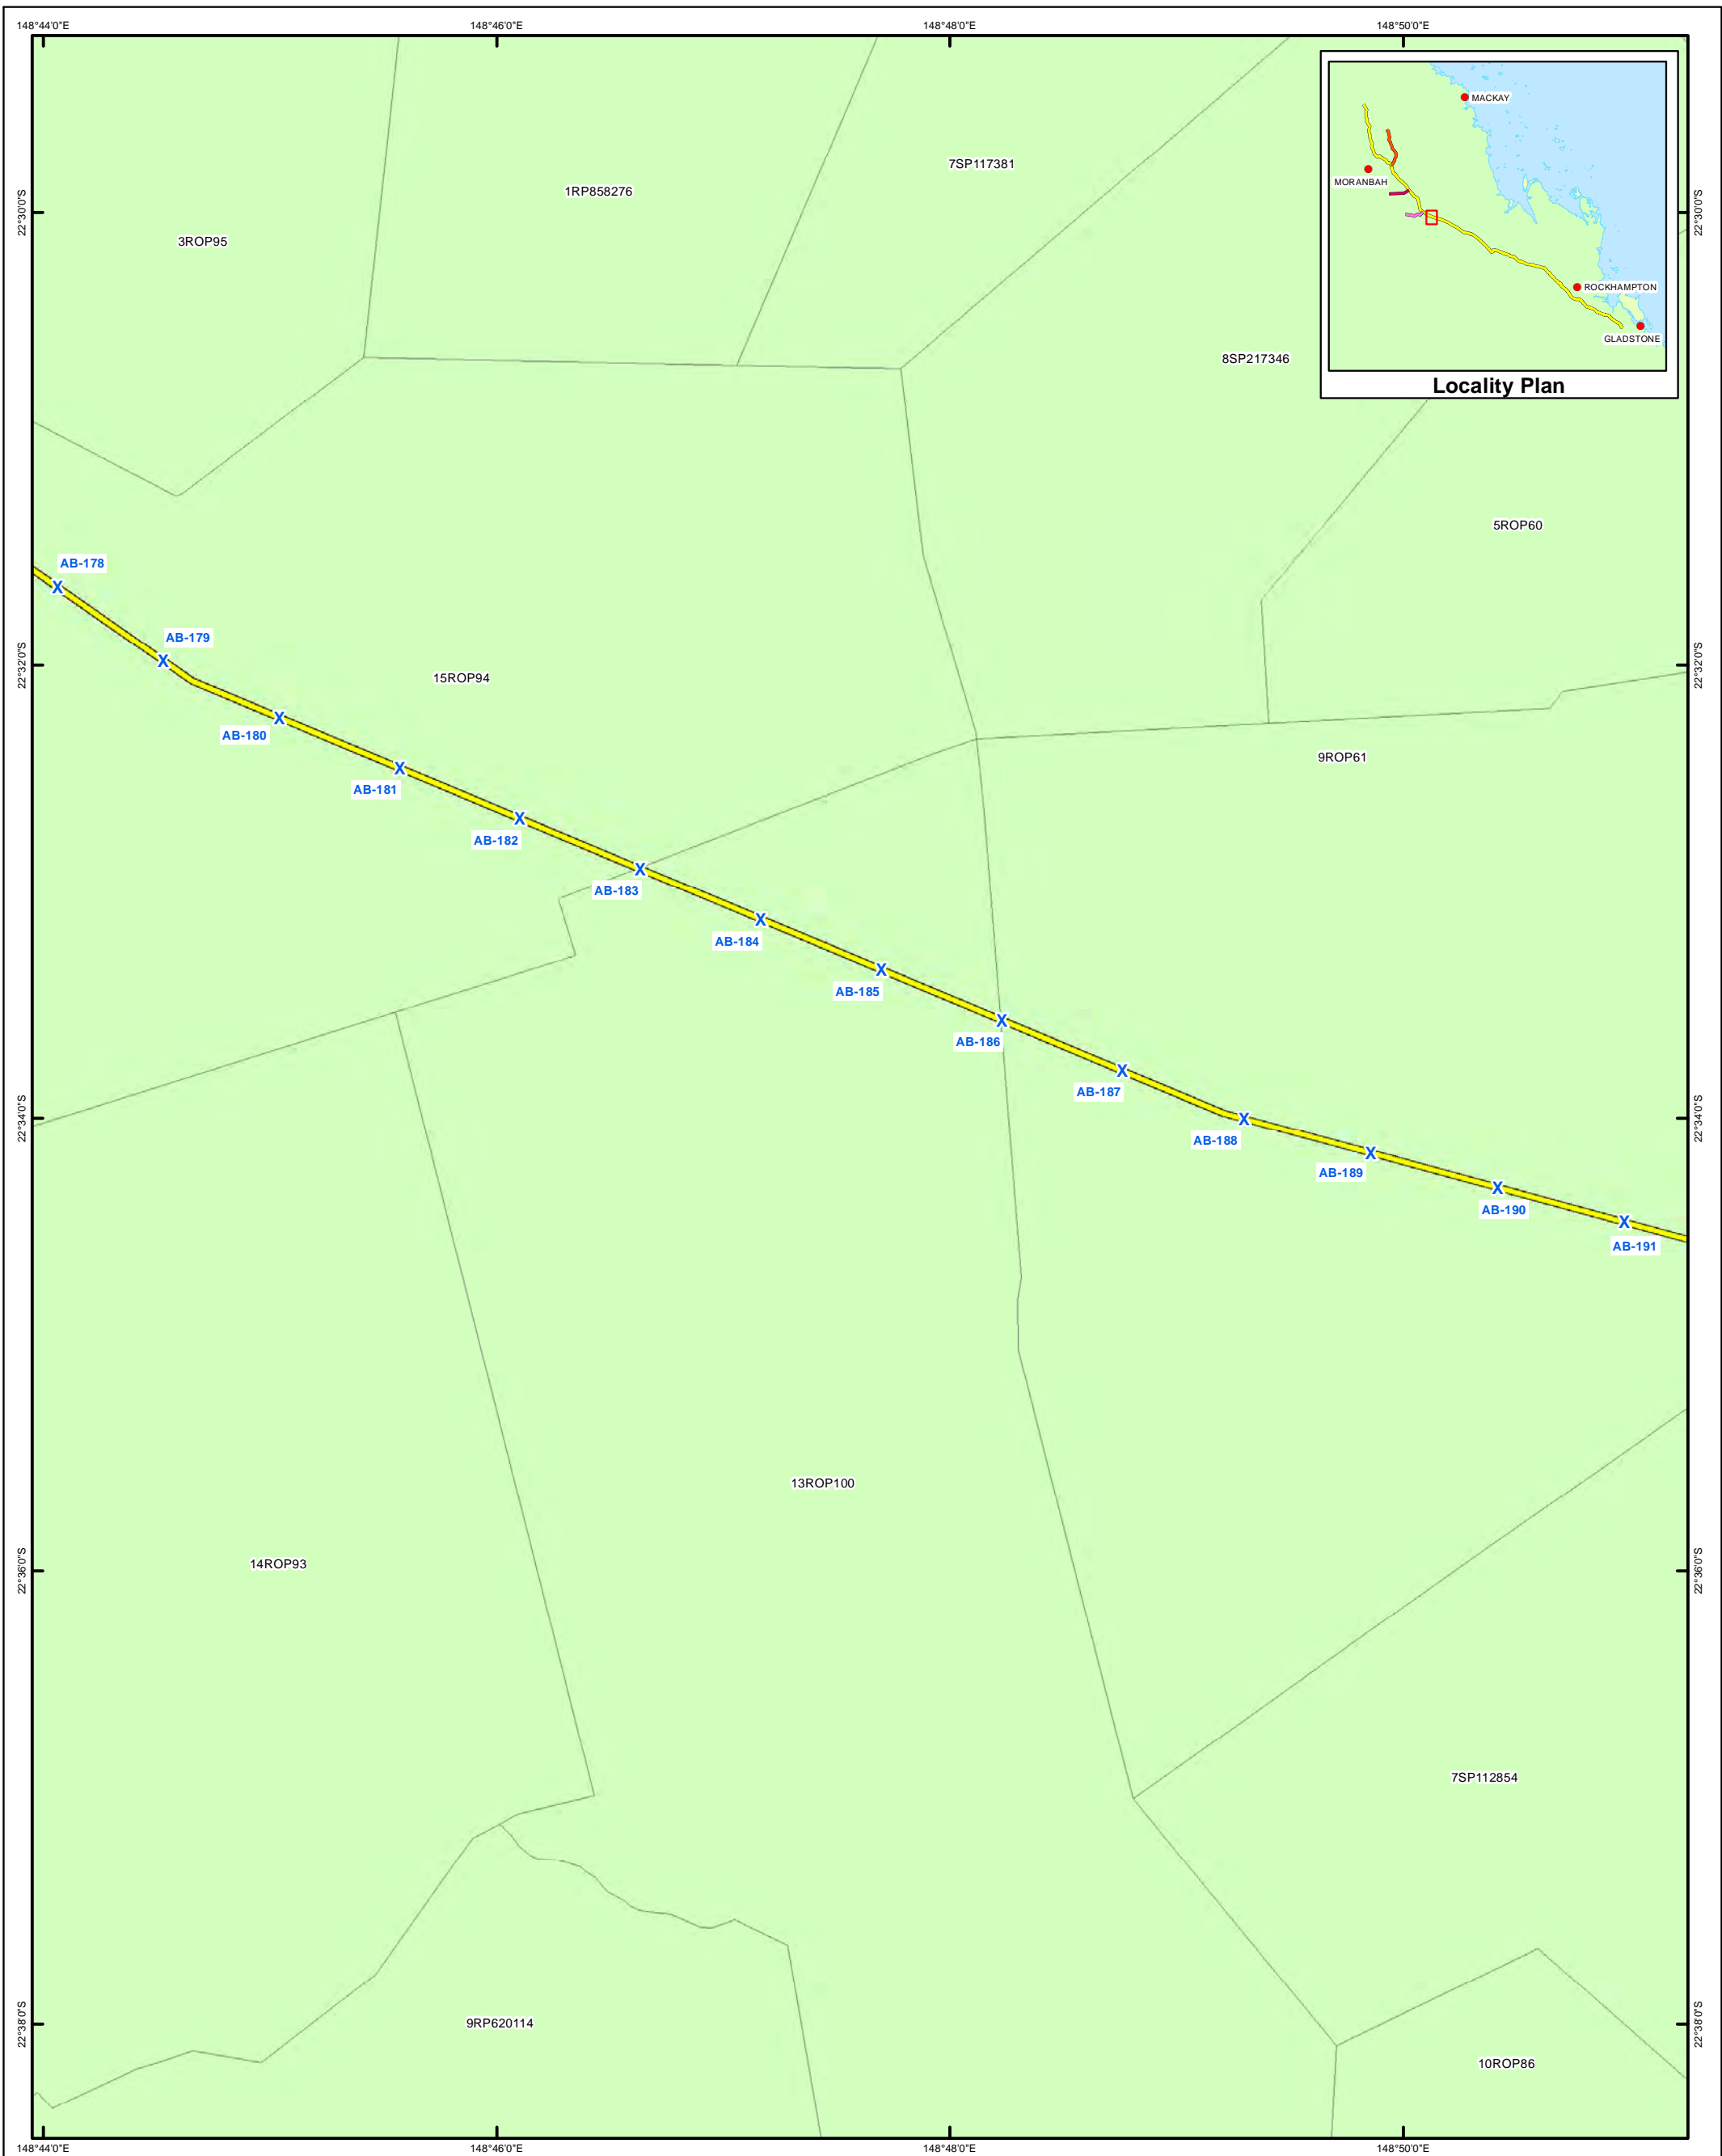 148°44'0"E
148°46'0"E
148°48'0"E
148°50'0"E
MACKAY
MORANBAH
ROCKHAMPTON
GLADSTONE
Locality Plan
7SP117381
1RP858276
22°30'0"S
22°30'0"S
3ROP95
8SP217346
5ROP60
AB-178
AB-179
22°32'0"S
22°32'0"S
15ROP94
AB-180
9ROP61
AB-181
AB-182
AB-183
AB-184
AB-185
AB-186
AB-187
22°34'0"S
22°34'0"S
AB-188
AB-189
AB-190
AB-191
13ROP100
14ROP93
22°36'0"S
22°36'0"S
7SP112854
9RP620114
22°38'0"S
22°38'0"S
10ROP86
148°44'0"E
148°46'0"E
148°48'0"E
148°50'0"E
X
X
X
X
X
X
X
X
X
X
X
X
X
X